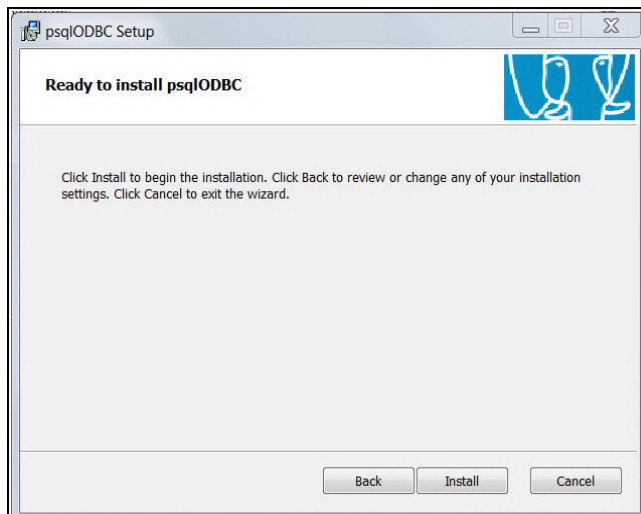 psqlODBC Setup
Ready to install psqlODBC
Click Install to begin the installation. Click Back to review or change any of your installation
settings. Click Cancel to exit the wizard.
Back Install Cancel